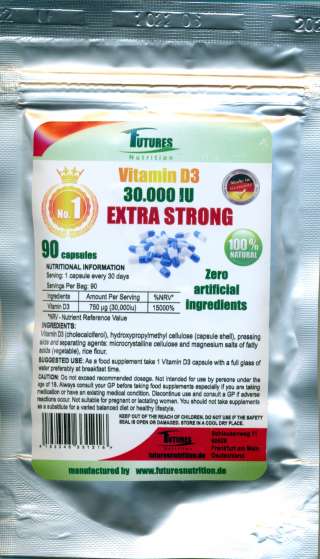 1022 03
FUTURES
Nutrition
Vitamin D3
30.000 IU
EXTRA STRONG
No.1
Made in
Germany
90 capsules
100%
NATURAL
Zero
artificial
ingredients
NUTRITIONAL INFORMATION
Serving: 1 capsule every 30 days
Servings Per Bag: 90
Ingredients Amount Per Serving %NRV*
Vitamin D3 750 µg (30,000iu) 15000%
*NRV - Nutrient Reference Value
INGREDIENTS:
Vitamin D3 (cholecalciferol), hydroxypropylmethyl cellulose (capsule shell), pressing
aids and separating agents: microcrystalline cellulose and magnesium salts of fatty
acids (vegetable), rice flour.
SUGGESTED USE: As a food supplement take 1 Vitamin D3 capsule with a full glass of
water preferably at breakfast time.
CAUTION: Do not exceed recommended dosage. Not intended for use by persons under the
age of 18. Always consult your GP before taking food supplements especially if you are taking
medication or have an existing medical condition. Discontinue use and consult a GP if adverse
reactions occur. Not suitable for pregnant or lactating women. You should not take supplements
as a substitute for a varied balanced diet or healthy lifestyle.
KEEP OUT OF THE REACH OF CHILDREN. DO NOT USE IF THE SAFETY
SEAL IS OPEN OR DAMAGED. STORE IN A COOL DRY PLACE.
FUTURES
futuresnutrition.de
Frankfurt am Main
Deutschland
manufactured by www.futuresnutrition.de